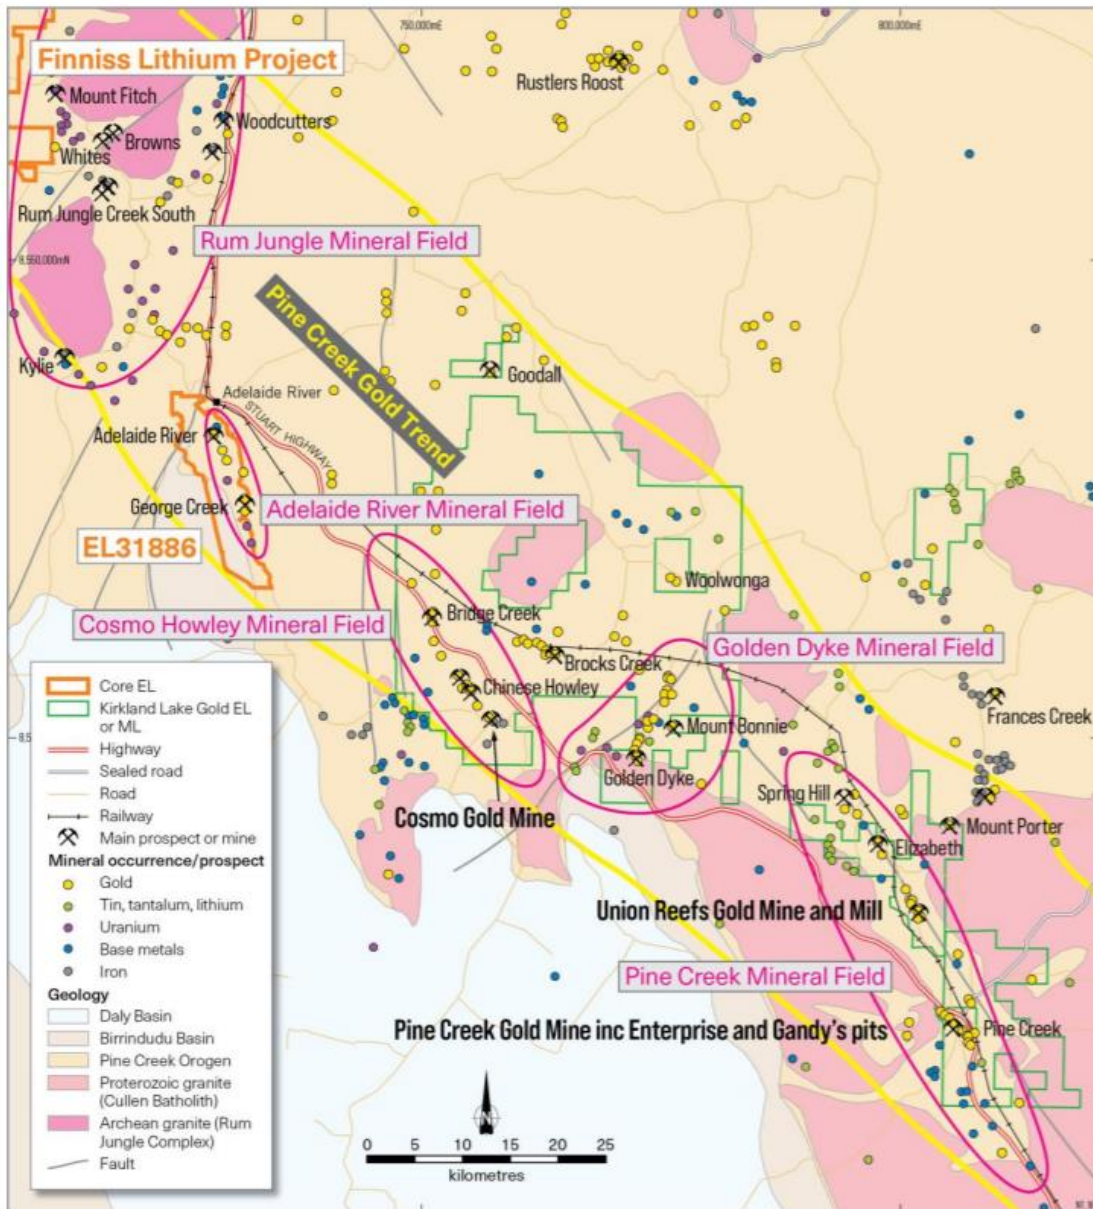 750,000mE
800,000mE
Finniss Lithium Project
Rustlers Roost
Mount Fitch
Woodcutters
Browns
Whites
Rum Jungle Creek South
Rum Jungle Mineral Field
8,550,000mN
Pine Creek Gold Trend
Kylie
Goodall
Adelaide River
STUART HIGHWAY
Adelaide River
George Creek
Adelaide River Mineral Field
EL31886
Woolwonga
Bridge Creek
Cosmo Howley Mineral Field
Golden Dyke Mineral Field
Brocks Creek
Chinese Howley
Frances Creek
Mount Bonnie
Golden Dyke
Spring Hill
Cosmo Gold Mine
Mount Porter
Elizabeth
Union Reefs Gold Mine and Mill
Pine Creek Mineral Field
Pine Creek Gold Mine inc Enterprise and Gandy's pits
Pine Creek
Core EL
Kirkland Lake Gold EL
or ML
Highway
Sealed road
Road
Railway
Main prospect or mine
Mineral occurrence/prospect
Gold
Tin, tantalum, lithium
Uranium
Base metals
Iron
Geology
Daly Basin
Birrindudu Basin
Pine Creek Orogen
Proterozoic granite
(Cullen Batholith)
Archean granite (Rum
Jungle Complex)
Fault
N
0 5 10 15 20 25
kilometres